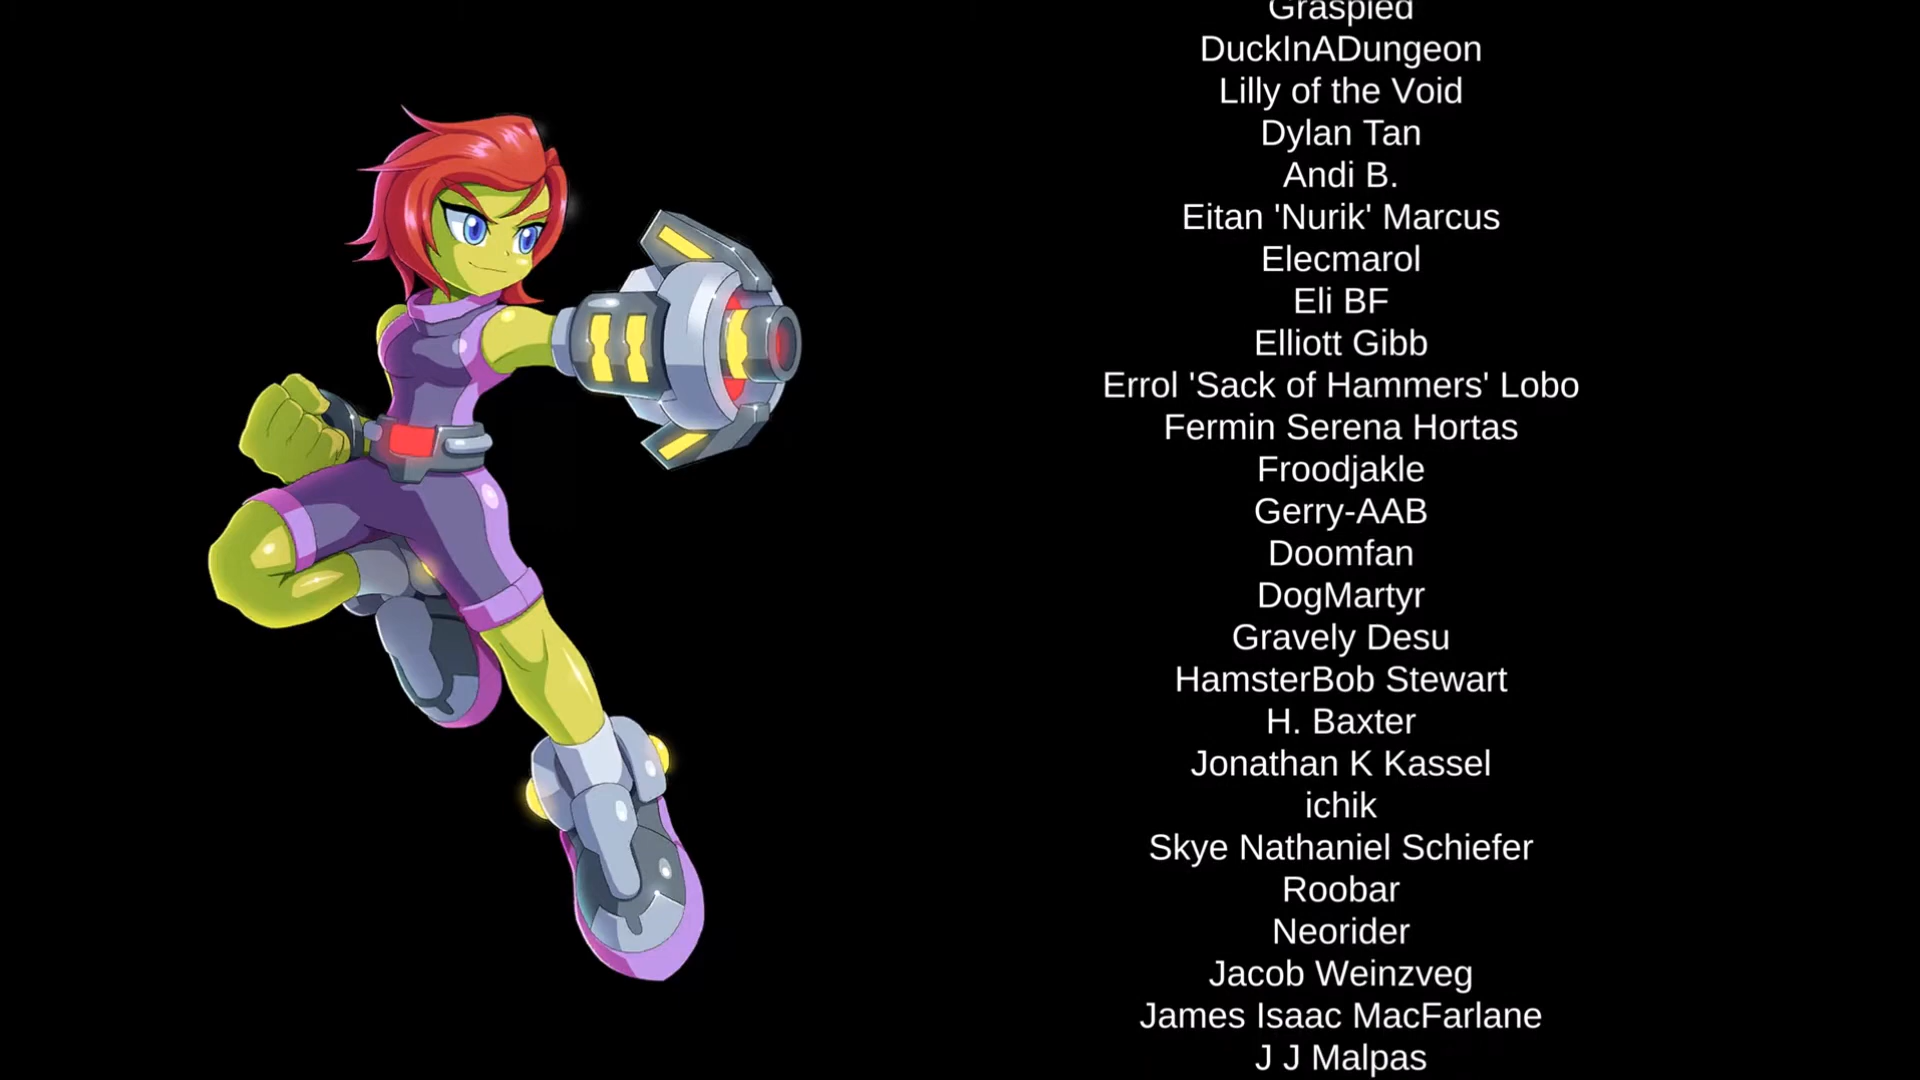 Graspied
DuckInADungeon
Lilly of the Void
Dylan Tan
Andi B.
Eitan 'Nurik' Marcus
Elecmarol
Eli BF
Elliott Gibb
Errol 'Sack of Hammers' Lobo
Fermin Serena Hortas
Froodjakle
Gerry-AAB
Doomfan
DogMartyr
Gravely Desu
HamsterBob Stewart
H. Baxter
Jonathan K Kassel
ichik
Skye Nathaniel Schiefer
Roobar
Neorider
Jacob Weinzveg
James Isaac MacFarlane
J J Malpas